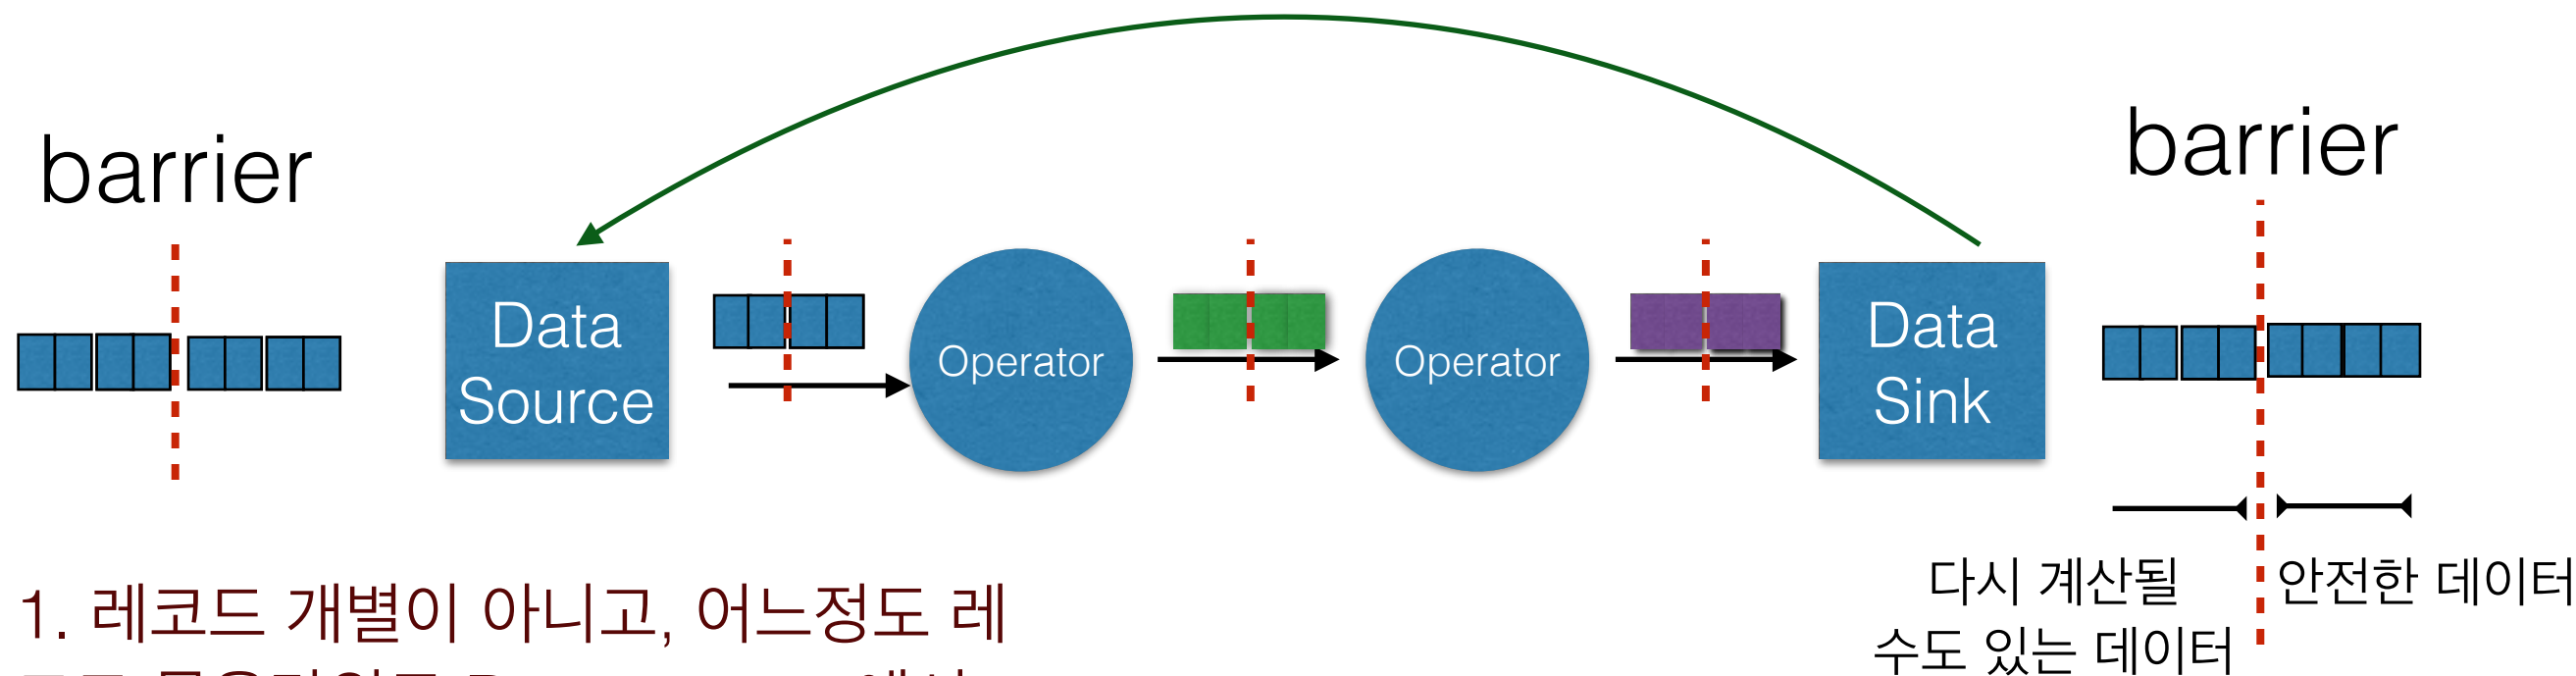 barrier
barrier
Data
Source
Operator
Operator
Data
Sink
다시 계산될
수도 있는 데이터
안전한 데이터
1. 레코드 개별이 아니고, 어느정도 레